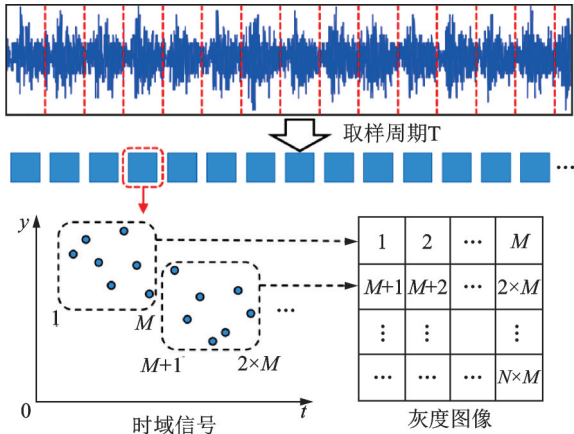 取样周期T
...
y
1
M
M+1
2×M
...
0
t
时域信号
1 2 ... M
M+1 M+2 ... 2×M
⋮ ⋮ ⋮
... ... ... N×M
灰度图像